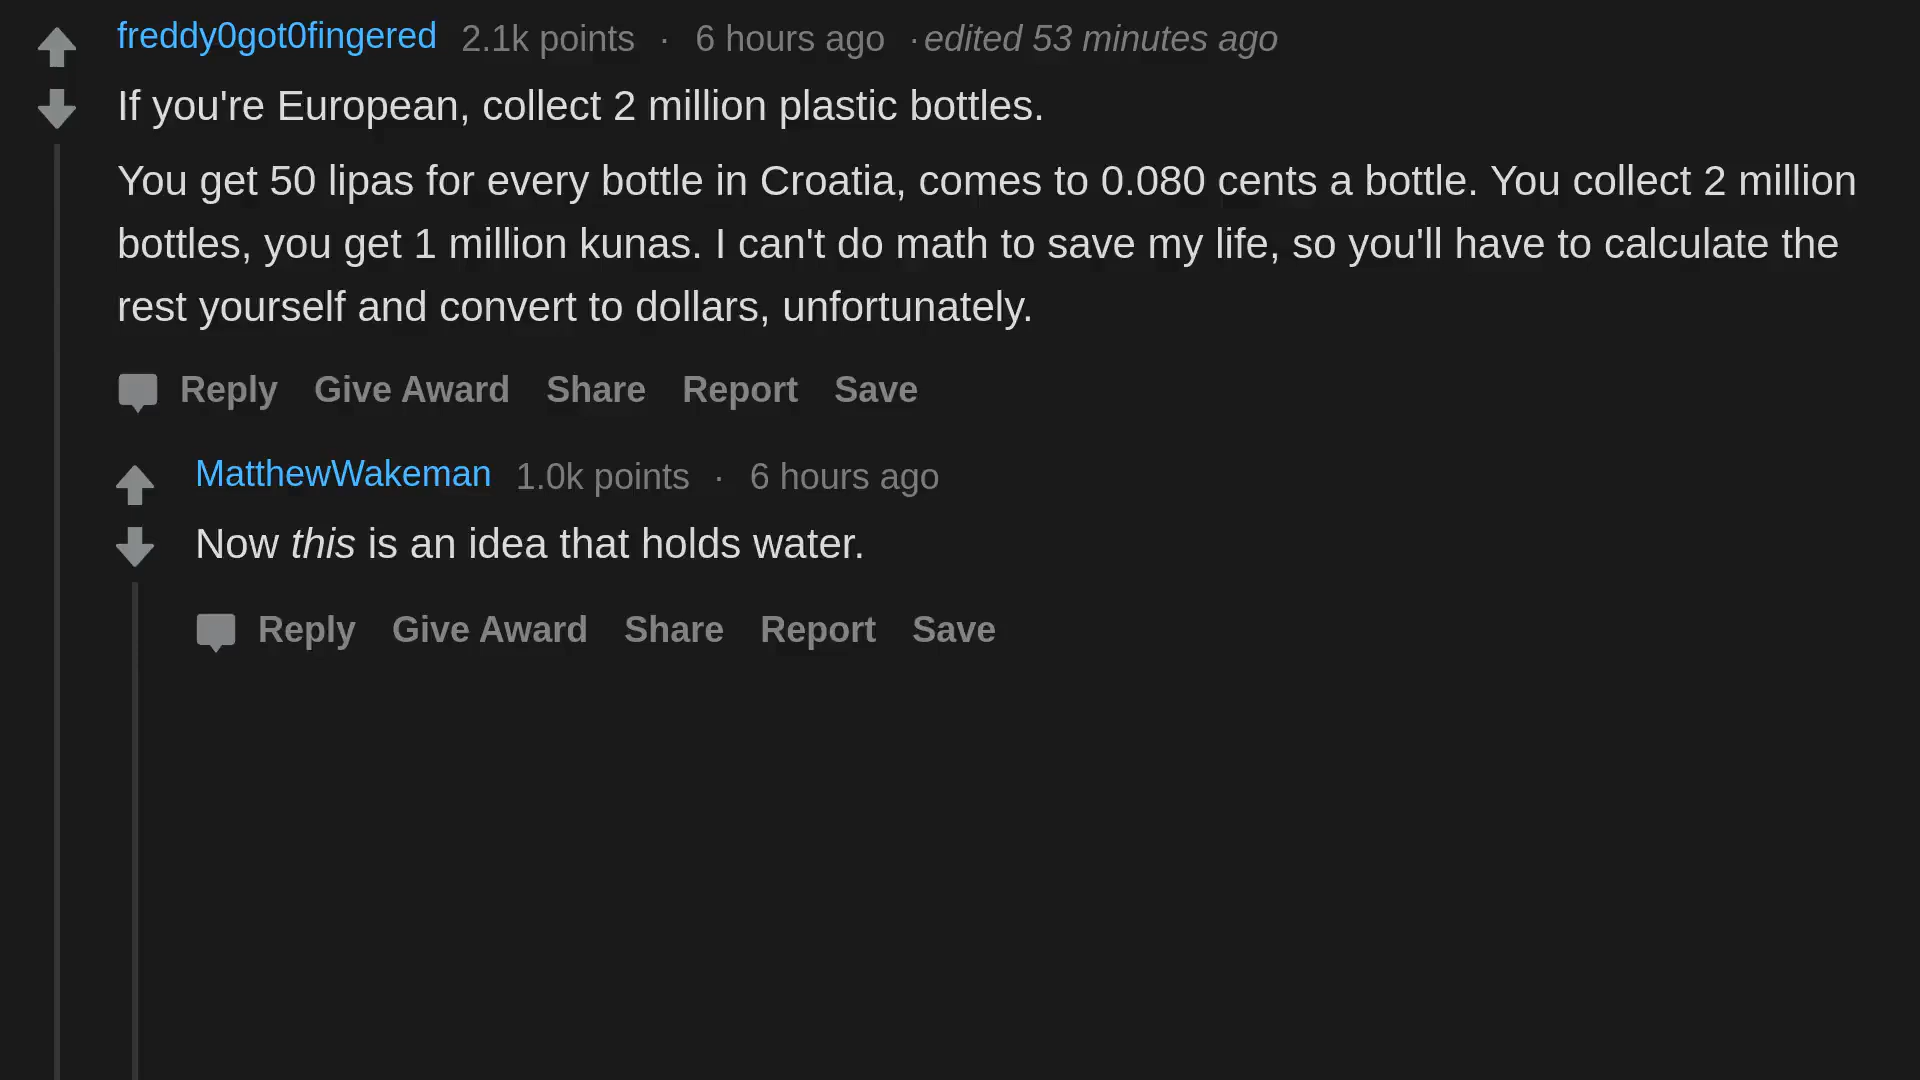 freddy0got0fingered 2.1k points · 6 hours ago · edited 53 minutes ago
If you're European, collect 2 million plastic bottles.
You get 50 lipas for every bottle in Croatia, comes to 0.080 cents a bottle. You collect 2 million
bottles, you get 1 million kunas. I can't do math to save my life, so you'll have to calculate the
rest yourself and convert to dollars, unfortunately.
Reply Give Award Share Report Save
MatthewWakeman 1.0k points · 6 hours ago
Now this is an idea that holds water.
Reply Give Award Share Report Save